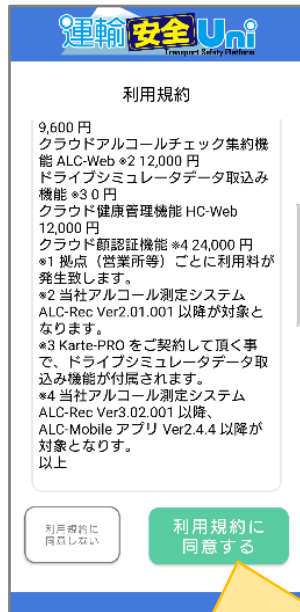 運輸安全Uni
Transport Safety Platform
利用規約
9,600 円
クラウドアルコールチェック集約機
能 ALC-Web ※2 12,000 円
ドライブシミュレータデータ取込み
機能 ※3 0 円
クラウド健康管理機能 HC-Web
12,000 円
クラウド顔認証機能 ※4 24,000 円
※1 拠点（営業所等）ごとに利用料が
発生致します。
※2 当社アルコール測定システム
ALC-Rec Ver2.01.001 以降が対象と
なります。
※3 Karte-PRO をご契約して頂く事
で、ドライブシミュレータデータ取
込み機能が付属されます。
※4 当社アルコール測定システム
ALC-Rec Ver3.02.001 以降、
ALC-Mobile アプリ Ver2.4.4 以降が
対象となりす。
以上
利用規約に
同意しない
利用規約に
同意する